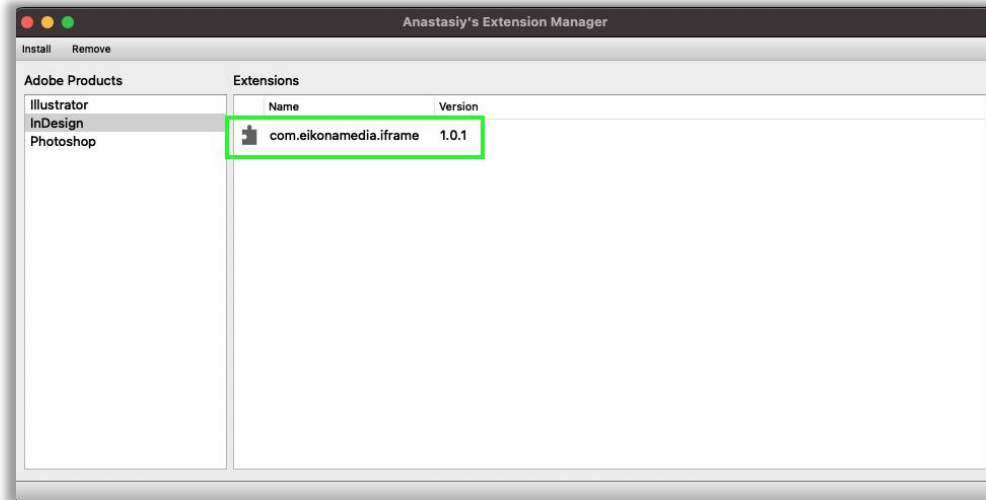 Anastasiy's Extension Manager
Install Remove
Adobe Products
Illustrator
InDesign
Photoshop
Extensions
Name Version
com.eikonamedia.iframe 1.0.1